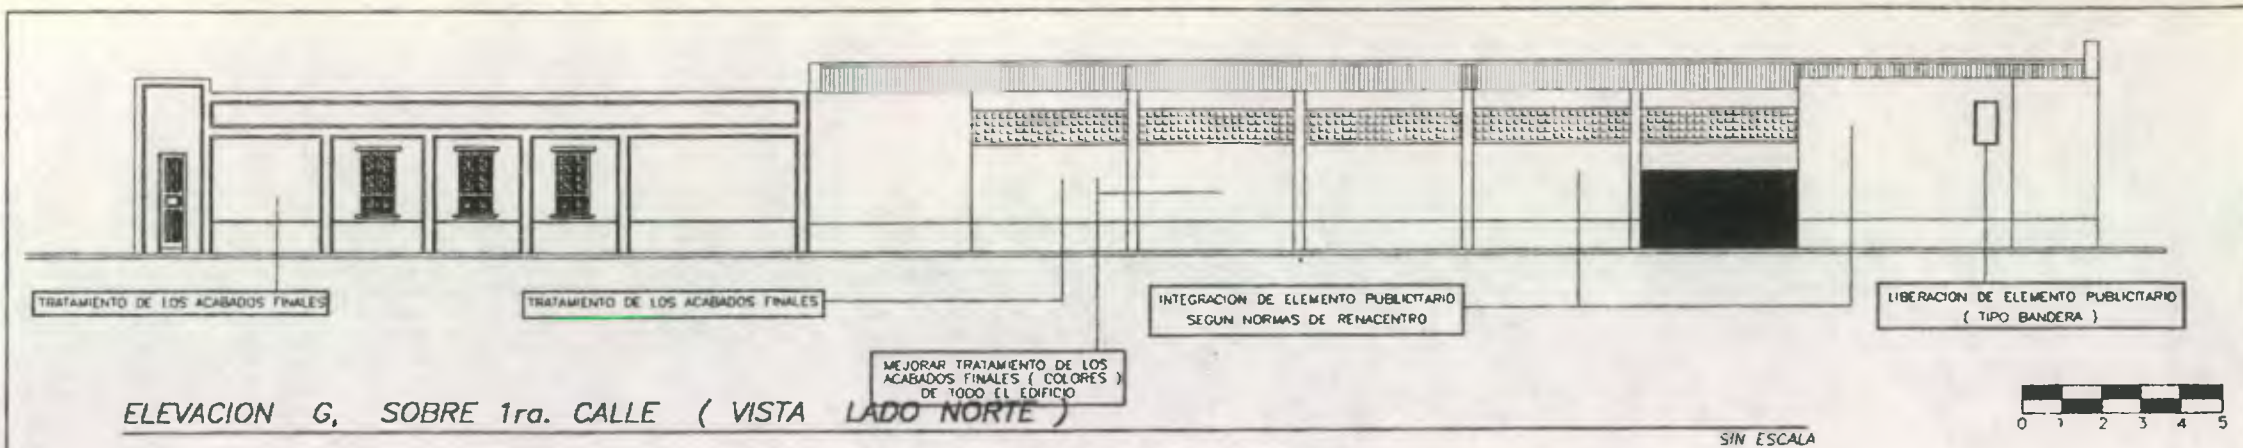 TRATAMIENTO DE LOS ACABADOS FINALES
TRATAMIENTO DE LOS ACABADOS FINALES
INTEGRACION DE ELEMENTO PUBLICITARIO
SEGUN NORMAS DE RENACENTRO
LIBERACION DE ELEMENTO PUBLICITARIO
( TIPO BANDERA )
MEJORAR TRATAMIENTO DE LOS
ACABADOS FINALES ( COLORES )
DE TODO EL EDIFICIO
ELEVACION G, SOBRE 1ra. CALLE ( VISTA LADO NORTE )
SIN ESCALA
0 1 2 3 4 5